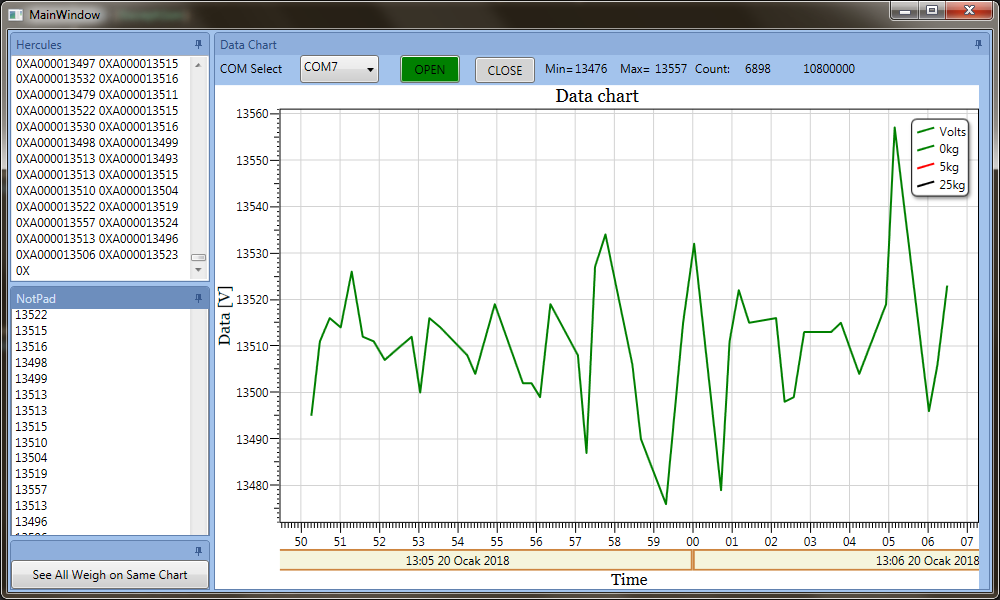 MainWindow
Hercules
0XA000013497 0XA000013515
0XA000013532 0XA000013516
0XA000013479 0XA000013511
0XA000013522 0XA000013515
0XA000013530 0XA000013516
0XA000013498 0XA000013499
0XA000013513 0XA000013493
0XA000013513 0XA000013515
0XA000013510 0XA000013504
0XA000013522 0XA000013519
0XA000013557 0XA000013524
0XA000013513 0XA000013496
0XA000013506 0XA000013523
0X
NotPad
13522
13515
13516
13498
13499
13513
13513
13515
13510
13504
13519
13557
13513
13496
See All Weigh on Same Chart
Data Chart
COM Select COM7 OPEN CLOSE Min= 13476 Max= 13557 Count: 6898 10800000
Data chart
Volts
0kg
5kg
25kg
Data [V]
13560
13550
13540
13530
13520
13510
13500
13490
13480
50 51 52 53 54 55 56 57 58 59 00 01 02 03 04 05 06 07
13:05 20 Ocak 2018 13:06 20 Ocak 2018
Time